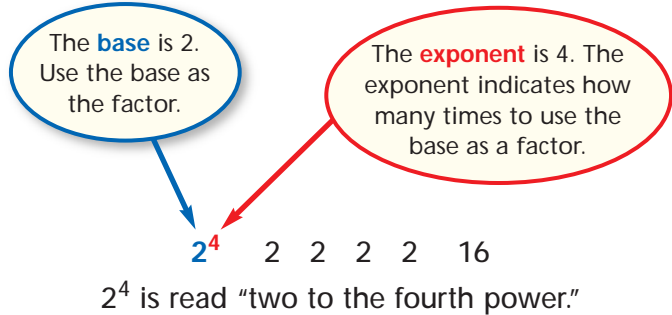 The base is 2.
Use the base as
the factor.
The exponent is 4. The
exponent indicates how
many times to use the
base as a factor.
2⁴ 2 2 2 2 16
2⁴ is read “two to the fourth power.”